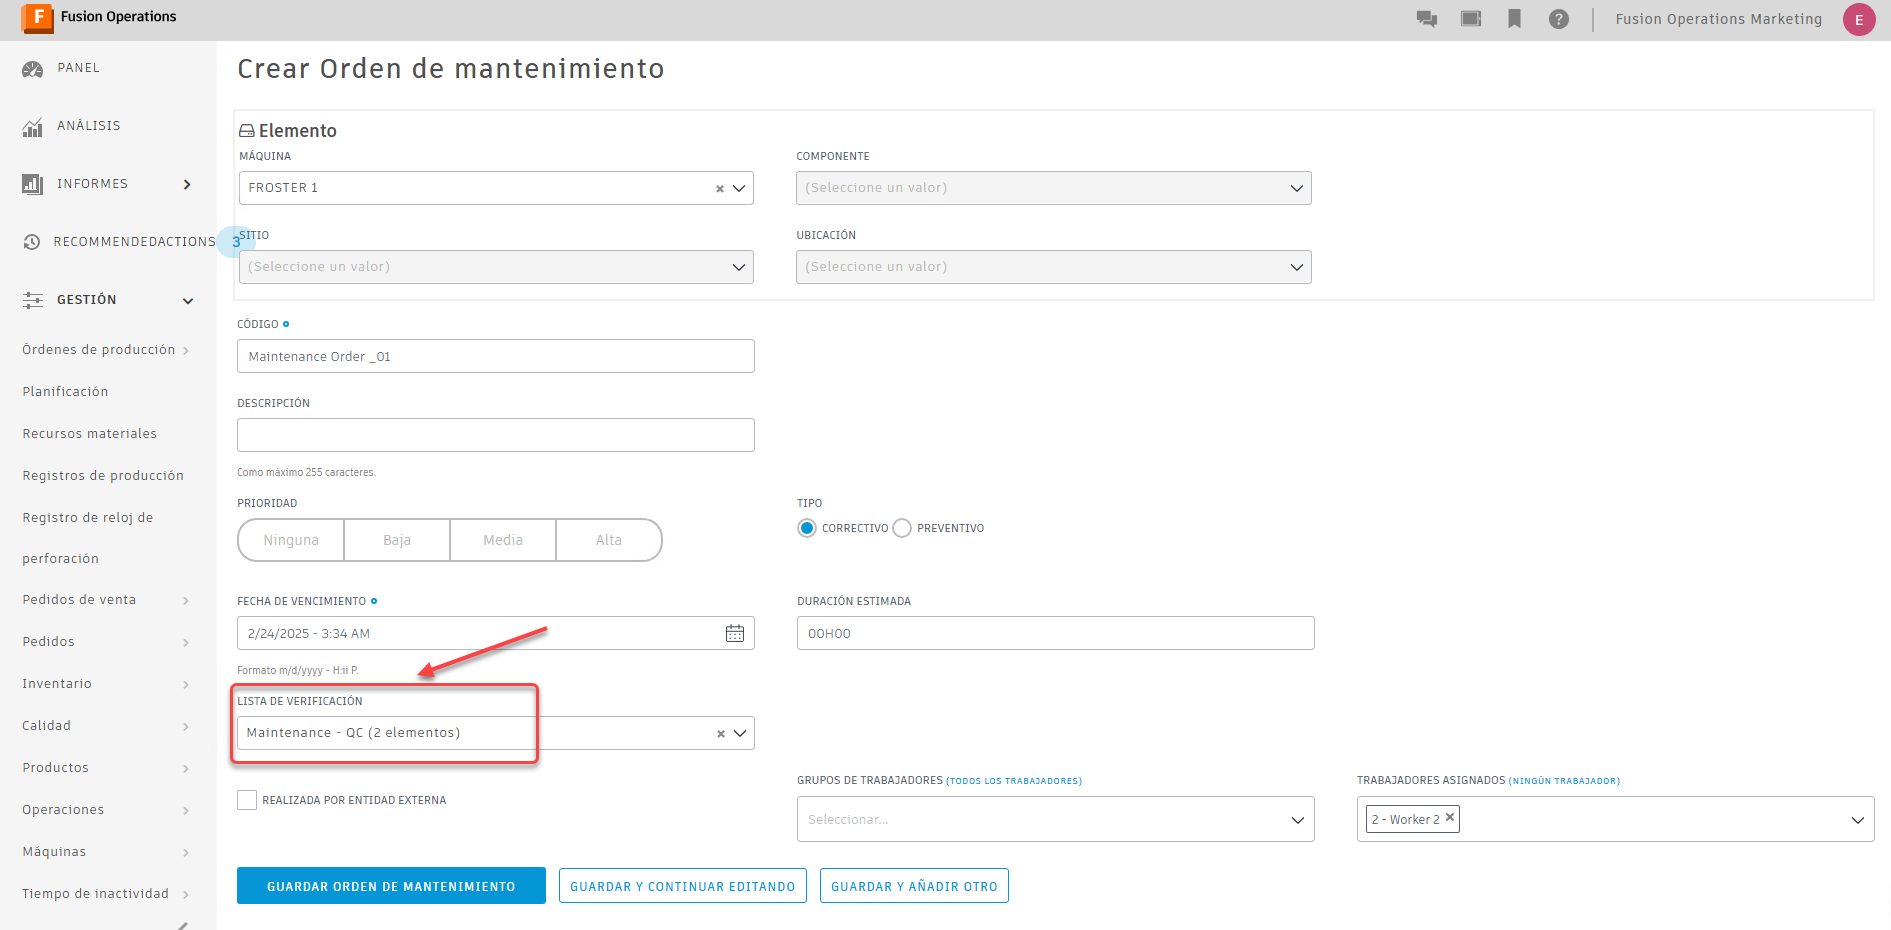 F Fusion Operations
? Fusion Operations Marketing E
PANEL
ANÁLISIS
INFORMES
RECOMMENDEDACTIONS 3
GESTIÓN
Órdenes de producción
Planificación
Recursos materiales
Registros de producción
Registro de reloj de
perforación
Pedidos de venta
Pedidos
Inventario
Calidad
Productos
Operaciones
Máquinas
Tiempo de inactividad
Crear Orden de mantenimiento
Elemento
MÁQUINA
FROSTER 1
COMPONENTE
(Seleccione un valor)
SITIO
(Seleccione un valor)
UBICACIÓN
(Seleccione un valor)
CÓDIGO
Maintenance Order _01
DESCRIPCIÓN
Como máximo 255 caracteres.
PRIORIDAD
Ninguna Baja Media Alta
TIPO
CORRECTIVO PREVENTIVO
FECHA DE VENCIMIENTO
2/24/2025 - 3:34 AM
Formato m/d/yyyy - H:ii P.
DURACIÓN ESTIMADA
00H00
LISTA DE VERIFICACIÓN
Maintenance - QC (2 elementos)
REALIZADA POR ENTIDAD EXTERNA
GRUPOS DE TRABAJADORES (TODOS LOS TRABAJADORES)
Seleccionar...
TRABAJADORES ASIGNADOS (NINGÚN TRABAJADOR)
2 - Worker 2
GUARDAR ORDEN DE MANTENIMIENTO GUARDAR Y CONTINUAR EDITANDO GUARDAR Y AÑADIR OTRO